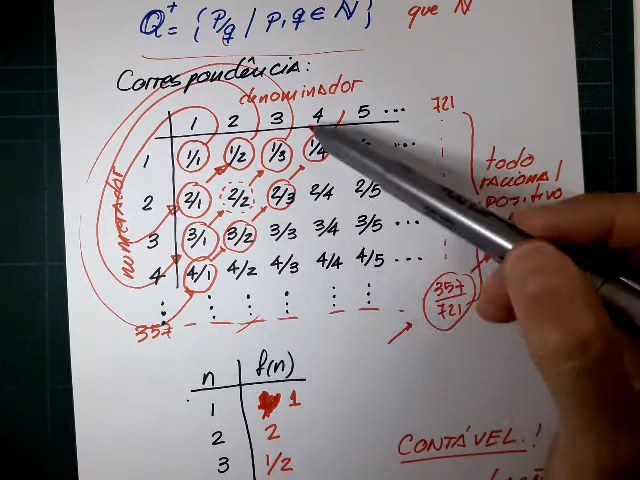 Q⁺= { p/q / p, q ∈ ℕ }
que ℕ
Correspondência:
denominador
1 2 3 4 5 ... 721
numerador
1 1/1 1/2 1/3 1/4 ...
2 2/1 2/2 2/3 2/4 2/5
3 3/1 3/2 3/3 3/4 3/5 ...
4 4/1 4/2 4/3 4/4 4/5 ...
357
357/721
todo
racional
positivo
n f(n)
1 1
2 2
3 1/2
CONTÁVEL.!